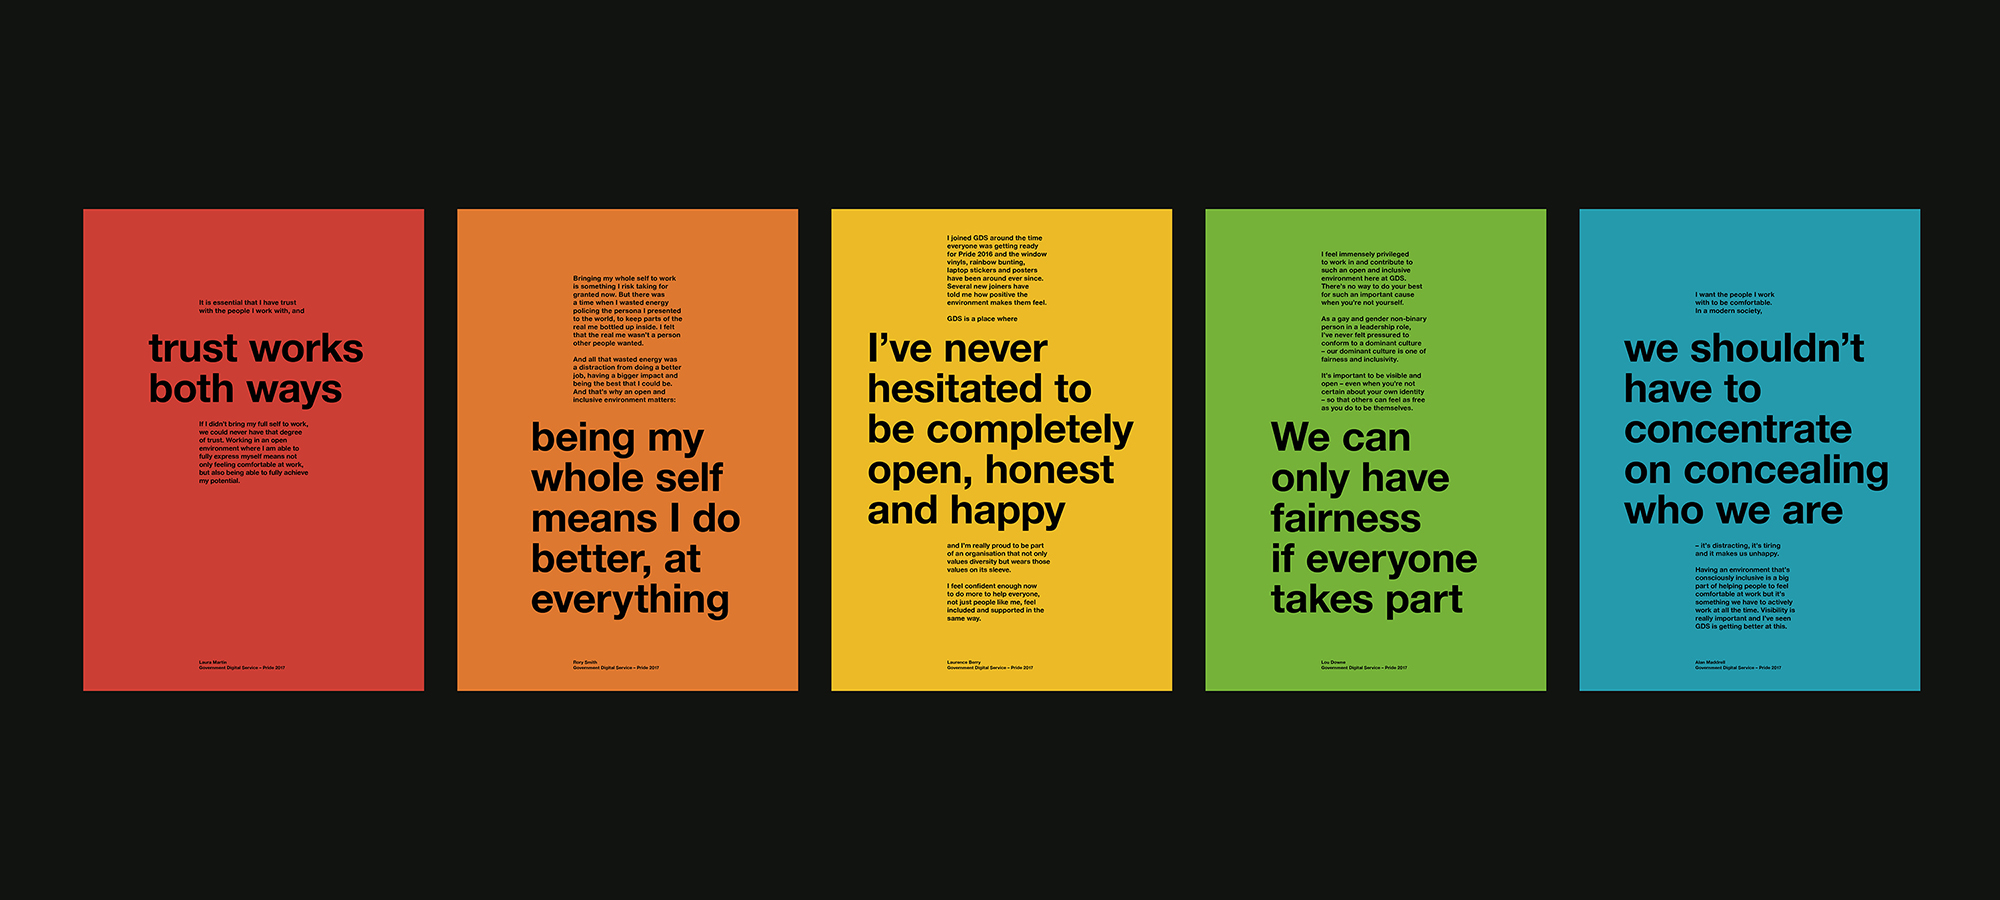 It is essential that I have trust
with the people I work with, and
trust works
both ways
If I didn't bring my full self to work,
we could never have that degree
of trust. Working in an open
environment where I am able to
fully express myself means not
only feeling comfortable at work,
but also being able to fully achieve
my potential.
Laura Martin
Government Digital Service – Pride 2017
Bringing my whole self to work
is something I risk taking for
granted now. But there was
a time when I wasted energy
policing the persona I presented
to the world, to keep parts of the
real me bottled up inside. I felt
that the real me wasn't a person
other people wanted.
And all that wasted energy was
a distraction from doing a better
job, having a bigger impact and
being the best that I could be.
And that's why an open and
inclusive environment matters:
being my
whole self
means I do
better, at
everything
Rory Smith
Government Digital Service – Pride 2017
I joined GDS around the time
everyone was getting ready
for Pride 2016 and the window
vinyls, rainbow bunting,
laptop stickers and posters
have been around ever since.
Several new joiners have
told me how positive the
environment makes them feel.
GDS is a place where
I've never
hesitated to
be completely
open, honest
and happy
and I'm really proud to be part
of an organisation that not only
values diversity but wears those
values on its sleeve.
I feel confident enough now
to do more to help everyone,
not just people like me, feel
included and supported in the
same way.
Laurence Berry
Government Digital Service – Pride 2017
I feel immensely privileged
to work in and contribute to
such an open and inclusive
environment here at GDS.
There's no way to do your best
for such an important cause
when you're not yourself.
As a gay and gender non-binary
person in a leadership role,
I've never felt pressured to
conform to a dominant culture
– our dominant culture is one of
fairness and inclusivity.
It's important to be visible and
open – even when you're not
certain about your own identity
– so that others can feel as free
as you do to be themselves.
We can
only have
fairness
if everyone
takes part
Lou Downe
Government Digital Service – Pride 2017
I want the people I work
with to be comfortable.
In a modern society,
we shouldn't
have to
concentrate
on concealing
who we are
– it's distracting, it's tiring
and it makes us unhappy.
Having an environment that's
consciously inclusive is a big
part of helping people to feel
comfortable at work but it's
something we have to actively
work at all the time. Visibility is
really important and I've seen
GDS is getting better at this.
Alan Maddrell
Government Digital Service – Pride 2017